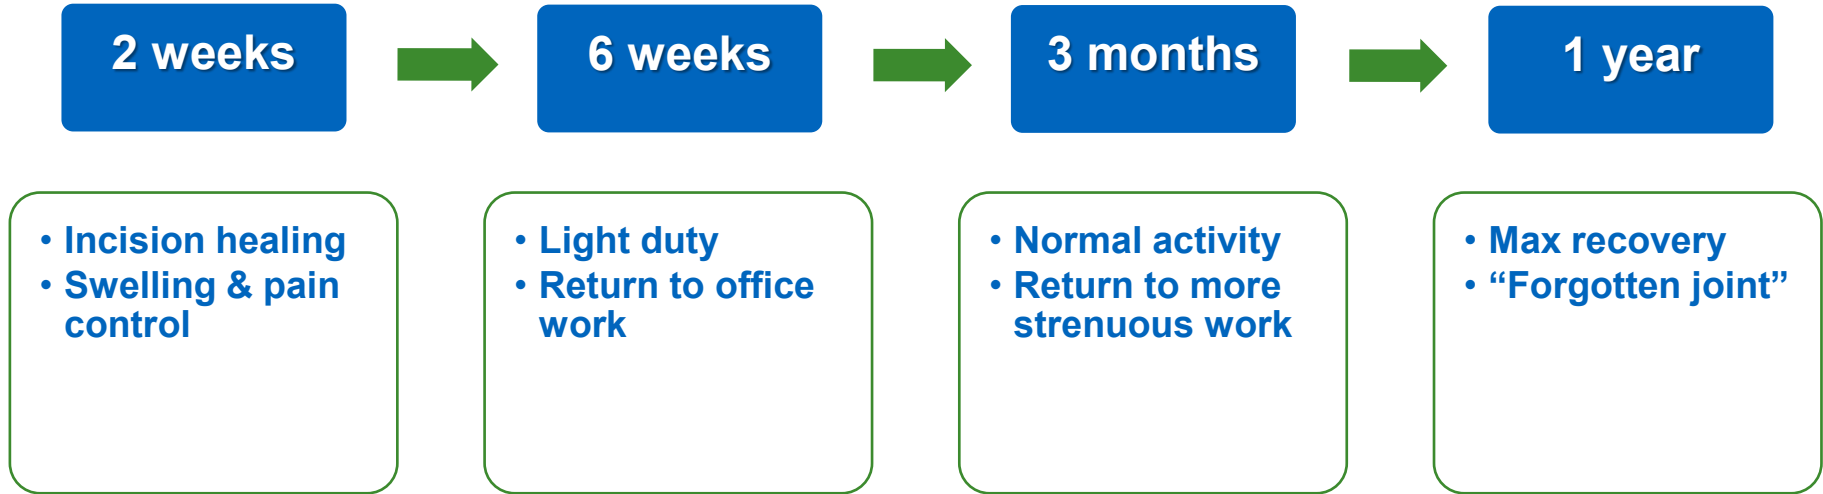 2 weeks
6 weeks
3 months
1 year
• Incision healing
• Swelling & pain
control
• Light duty
• Return to office
work
• Normal activity
• Return to more
strenuous work
• Max recovery
• “Forgotten joint”